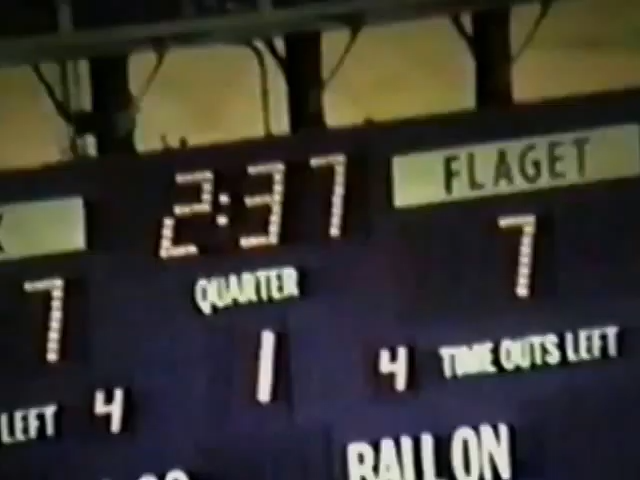 2:37 FLAGET
7 QUARTER 7
LEFT 4 1 4 TIME OUTS LEFT
BALL ON